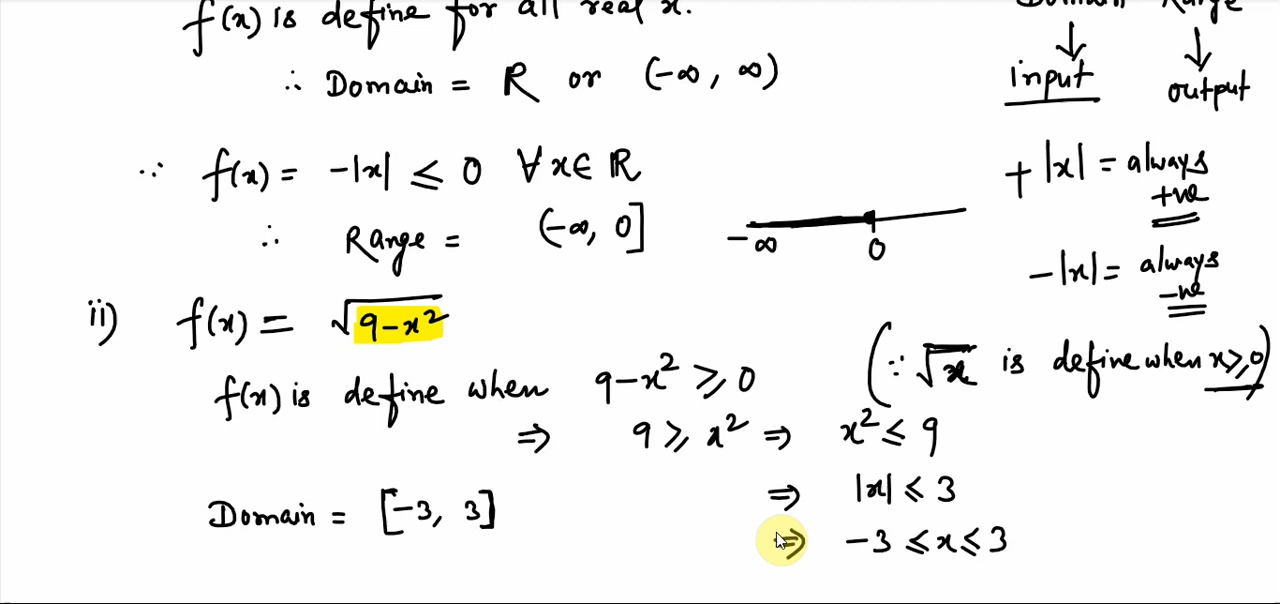 f(x) is define for all real x.
Domain Range
∴ Domain = R or (-∞, ∞)
↓ ↓
input output
∵ f(x) = -|x| ≤ 0 ∀ x ∈ R
+ |x| = always
+ve
∴ Range = (-∞, 0]
-∞ 0
-|x| = always
-ve
ii) f(x) = √9-x²
f(x) is define when 9-x² ≥ 0
(∵ √x is define when x ≥ 0)
⇒ 9 ≥ x² ⇒ x² ≤ 9
⇒ |x| ≤ 3
Domain = [-3, 3]
⇒ -3 ≤ x ≤ 3